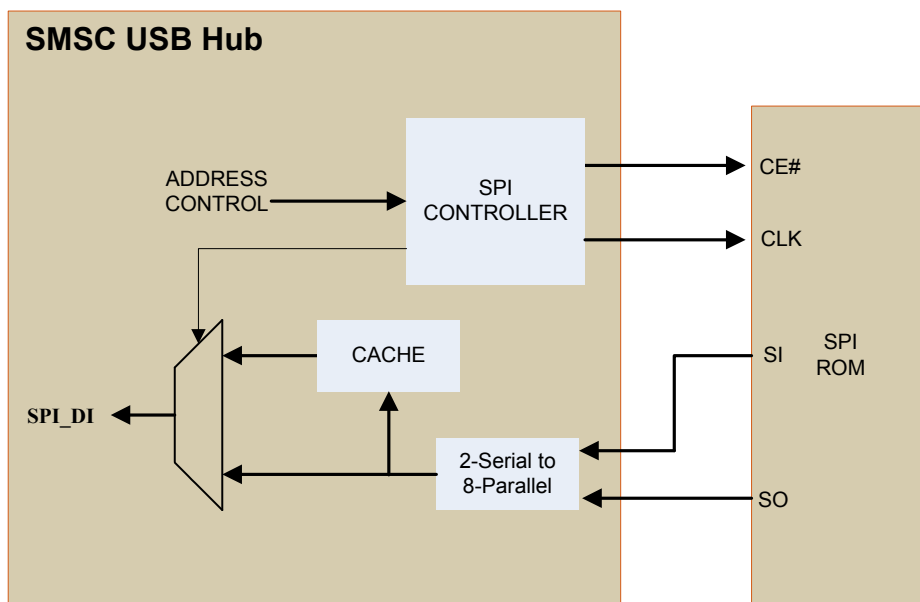 SMSC USB Hub
ADDRESS
CONTROL
SPI
CONTROLLER
CE#
CLK
CACHE
SI
SPI
ROM
SPI_DI
2-Serial to
8-Parallel
SO